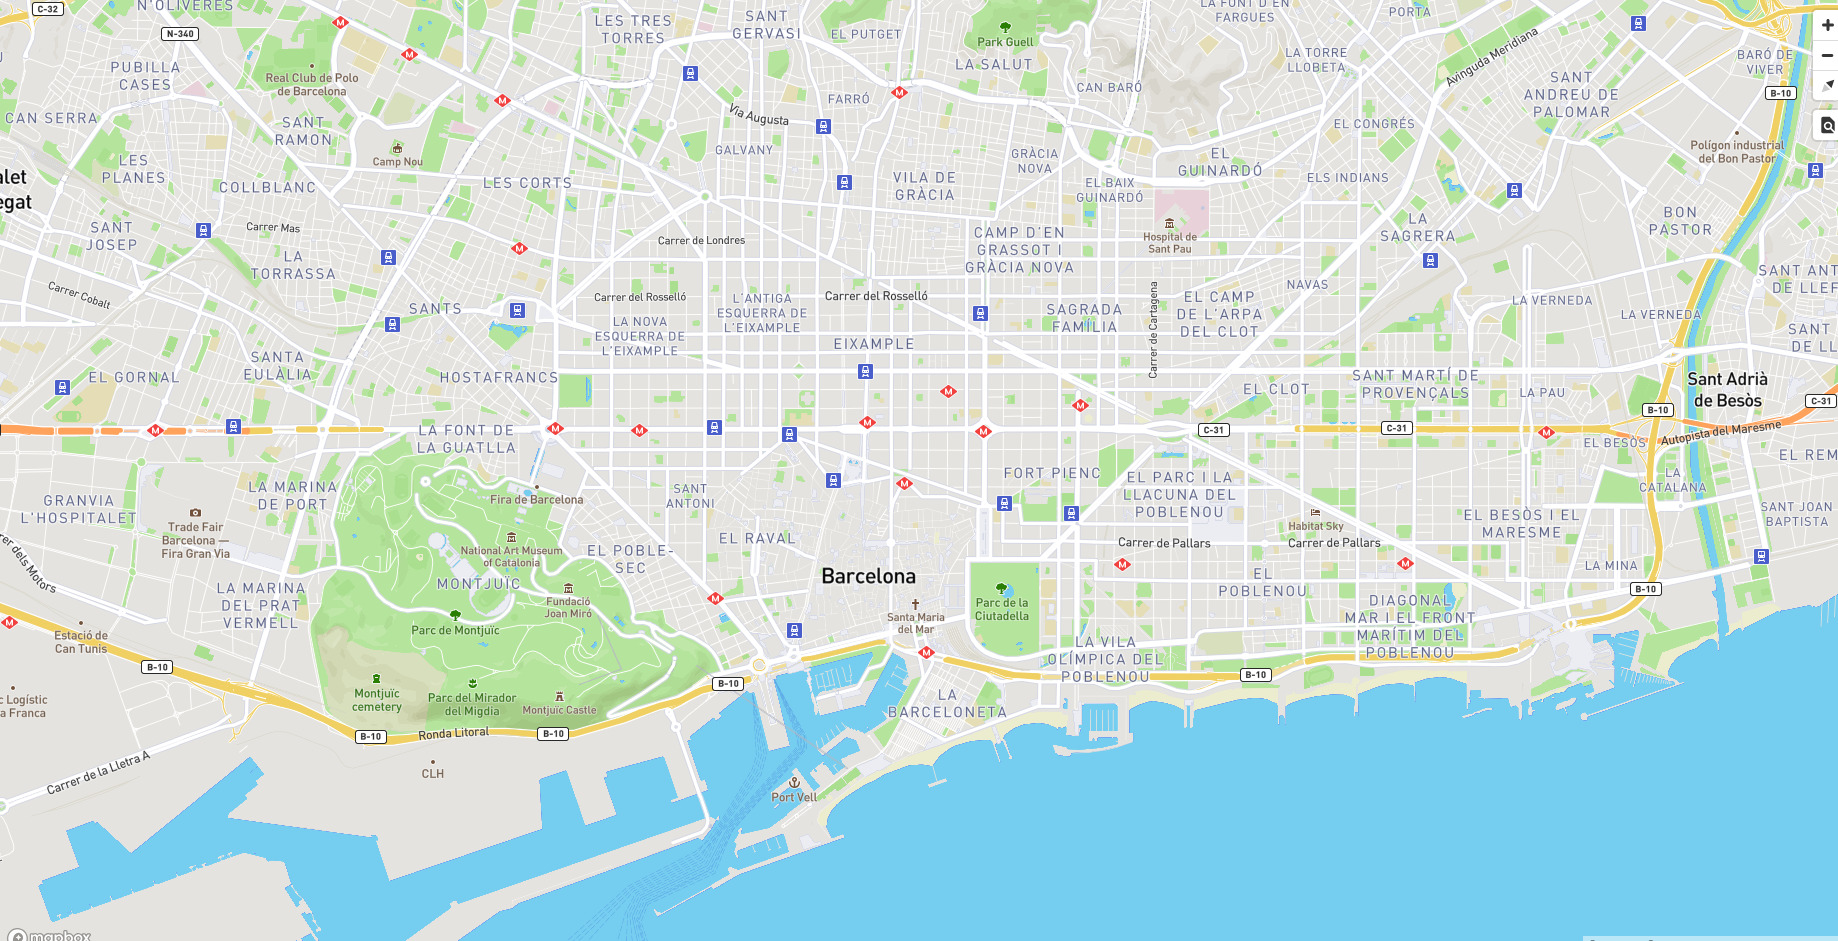 C-32
N'OLIVERES
N-340
LES TRES
TORRES
SANT
GERVASI
EL PUTGET
Park Guell
LA SALUT
LA FONT D'EN
FARGUES
PORTA
LA TORRE
LLOBETA
Avinguda Meridiana
BARÓ DE
VIVER
B-10
PUBILLA
CASES
Real Club de Polo
de Barcelona
CAN SERRA
SANT
RAMON
Camp Nou
Via Augusta
FARRÓ
CAN BARÓ
SANT
ANDREU DE
PALOMAR
EL CONGRÉS
Polígon industrial
del Bon Pastor
LES
PLANES
COLLBLANC
LES CORTS
GALVANY
VILA DE
GRÀCIA
GRÀCIA
NOVA
EL BAIX
GUINARDÓ
EL
GUINARDÓ
ELS INDIANS
alet
egat
SANT
JOSEP
Carrer Mas
LA
TORRASSA
Carrer de Londres
CAMP D'EN
GRASSOT I
GRÀCIA NOVA
Hospital de
Sant Pau
LA
SAGRERA
BON
PASTOR
Carrer Cobalt
SANTS
Carrer del Rosselló
L'ANTIGA
ESQUERRA DE
L'EIXAMPLE
Carrer del Rosselló
LA NOVA
ESQUERRA DE
L'EIXAMPLE
EIXAMPLE
SAGRADA
FAMÍLIA
Carrer de Cartagena
EL CAMP
DE L'ARPA
DEL CLOT
NAVAS
LA VERNEDA
LA VERNEDA
SANT ANT
DE LLEF
SANT
DE LL
EL GORNAL
SANTA
EULÀLIA
HOSTAFRANCS
EL CLOT
SANT MARTÍ DE
PROVENÇALS
LA PAU
Sant Adrià
de Besòs
B-10
C-31
C-31
C-31
Autopista del Maresme
EL BESÒS
EL REM
LA FONT DE
LA GUATLLA
LA MARINA
DE PORT
Fira de Barcelona
SANT
ANTONI
FORT PIENC
EL PARC I LA
LLACUNA DEL
POBLENOU
Habitat Sky
LA
CATALANA
SANT JOAN
BAPTISTA
GRANVIA
L'HOSPITALET
Trade Fair
Barcelona —
Fira Gran Via
National Art Museum
of Catalonia
EL POBLE-
SEC
EL RAVAL
Carrer de Pallars
Carrer de Pallars
EL BESÒS I EL
MARESME
LA MINA
B-10
rer dels Motors
MONTJUÏC
Fundació
Joan Miró
Barcelona
Santa Maria
del Mar
Parc de la
Ciutadella
EL
POBLENOU
DIAGONAL
MAR I EL FRONT
MARÍTIM DEL
POBLENOU
LA MARINA
DEL PRAT
VERMELL
Estació de
Can Tunis
B-10
Parc de Montjuïc
LA VILA
OLÍMPICA DEL
POBLENOU
B-10
Montjuïc
cemetery
Parc del Mirador
del Migdia
Montjuïc Castle
B-10
LA
BARCELONETA
c Logístic
a Franca
B-10
Ronda Litoral
B-10
Carrer de la Lletra A
CLH
Port Vell
mapbox